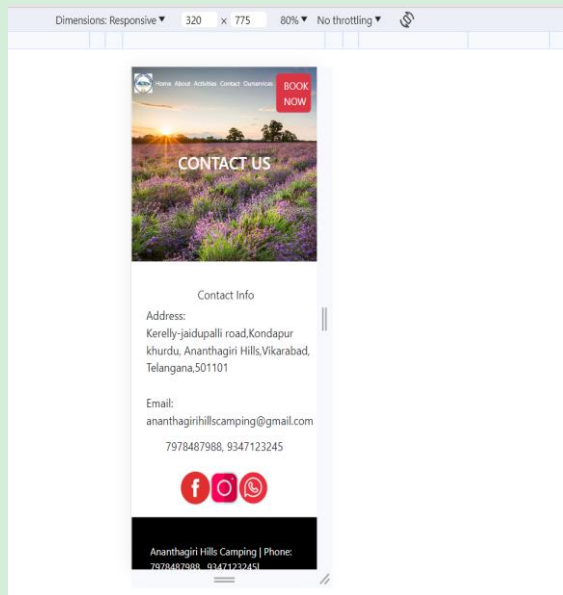 Dimensions: Responsive ▼ 320 × 775 80% ▼ No throttling ▼
Home About Activities Contact Ourservices
BOOK
NOW
CONTACT US
Contact Info
Address:
Kerelly-jaidupalli road,Kondapur
khurdu, Ananthagiri Hills,Vikarabad,
Telangana,501101
Email:
ananthagirihillscamping@gmail.com
7978487988, 9347123245
Ananthagiri Hills Camping | Phone:
7978487988 , 9347123245|